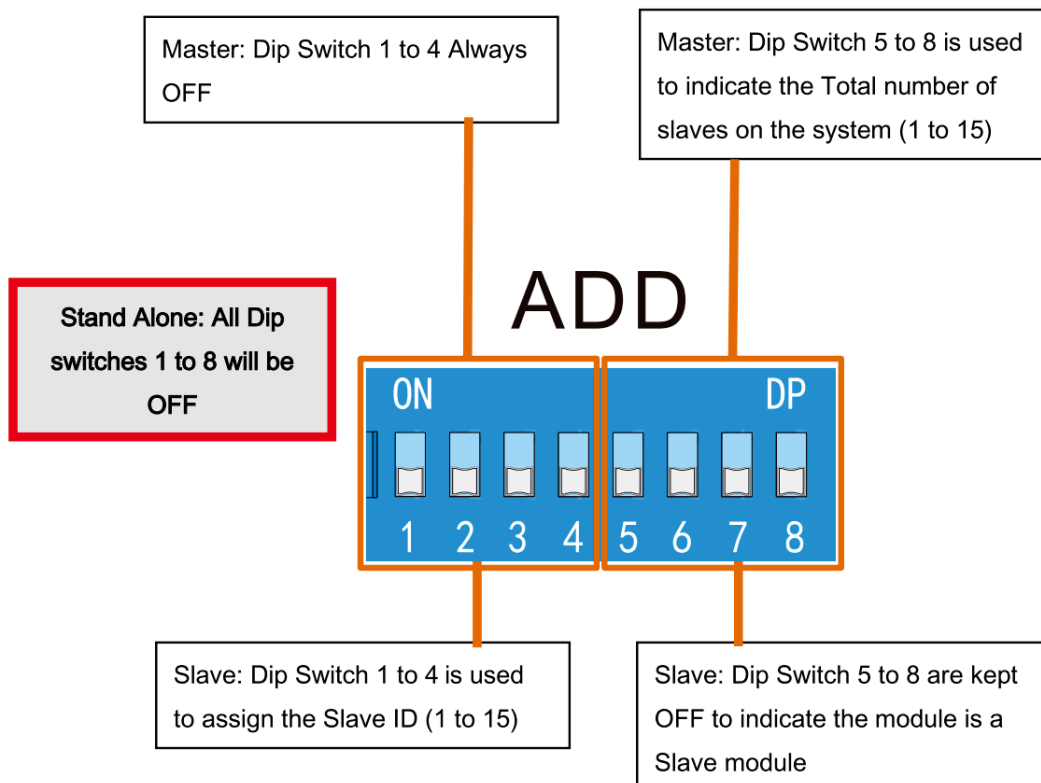 Master: Dip Switch 1 to 4 Always
OFF
Master: Dip Switch 5 to 8 is used
to indicate the Total number of
slaves on the system (1 to 15)
Stand Alone: All Dip
switches 1 to 8 will be
OFF
ADD
ON DP
1 2 3 4 5 6 7 8
Slave: Dip Switch 1 to 4 is used
to assign the Slave ID (1 to 15)
Slave: Dip Switch 5 to 8 are kept
OFF to indicate the module is a
Slave module